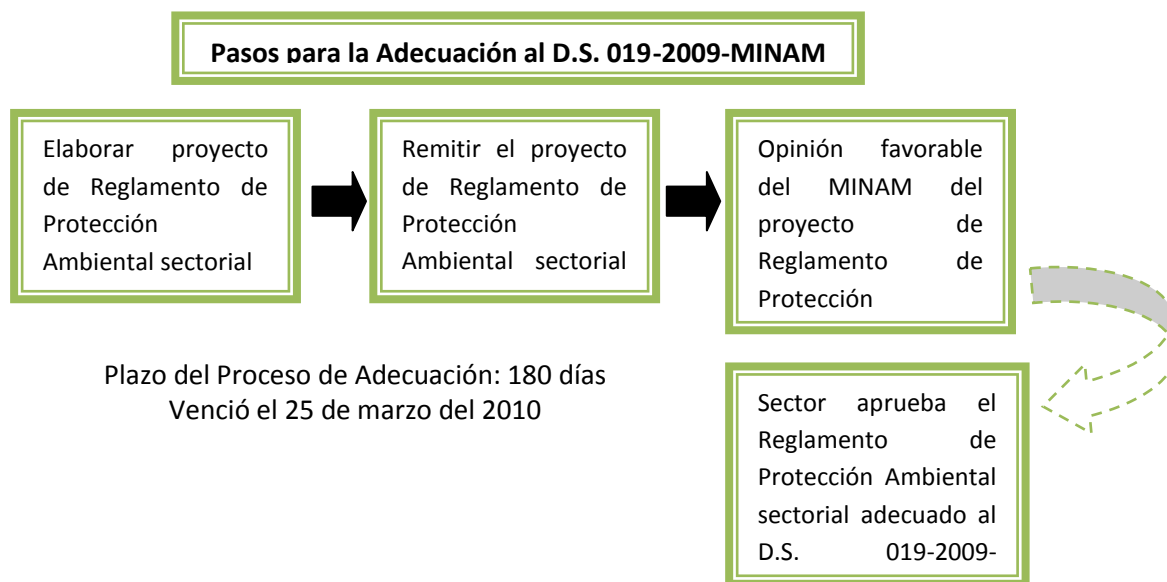 Pasos para la Adecuación al D.S. 019-2009-MINAM
Elaborar proyecto
de Reglamento de
Protección
Ambiental sectorial
Remitir el proyecto
de Reglamento de
Protección
Ambiental sectorial
Opinión favorable
del MINAM del
proyecto de
Reglamento de
Protección
Plazo del Proceso de Adecuación: 180 días
Venció el 25 de marzo del 2010
Sector aprueba el
Reglamento de
Protección Ambiental
sectorial adecuado al
D.S. 019-2009-